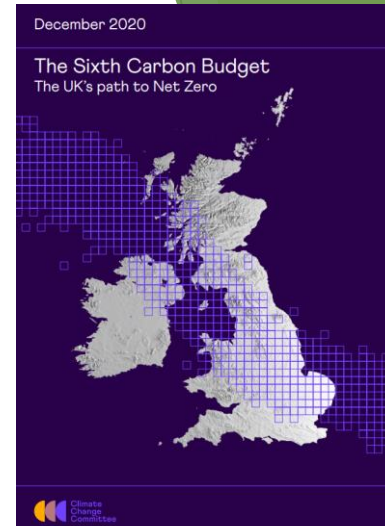 December 2020
The Sixth Carbon Budget
The UK's path to Net Zero
Climate
Change
Committee